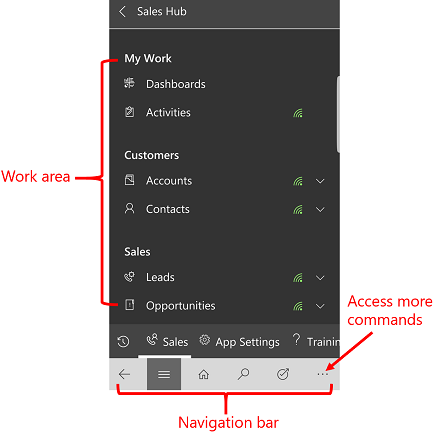 Sales Hub
My Work
Dashboards
Activities
Work area
Customers
Accounts
Contacts
Sales
Leads
Opportunities
Access more
commands
Sales App Settings ? Trainin
Navigation bar